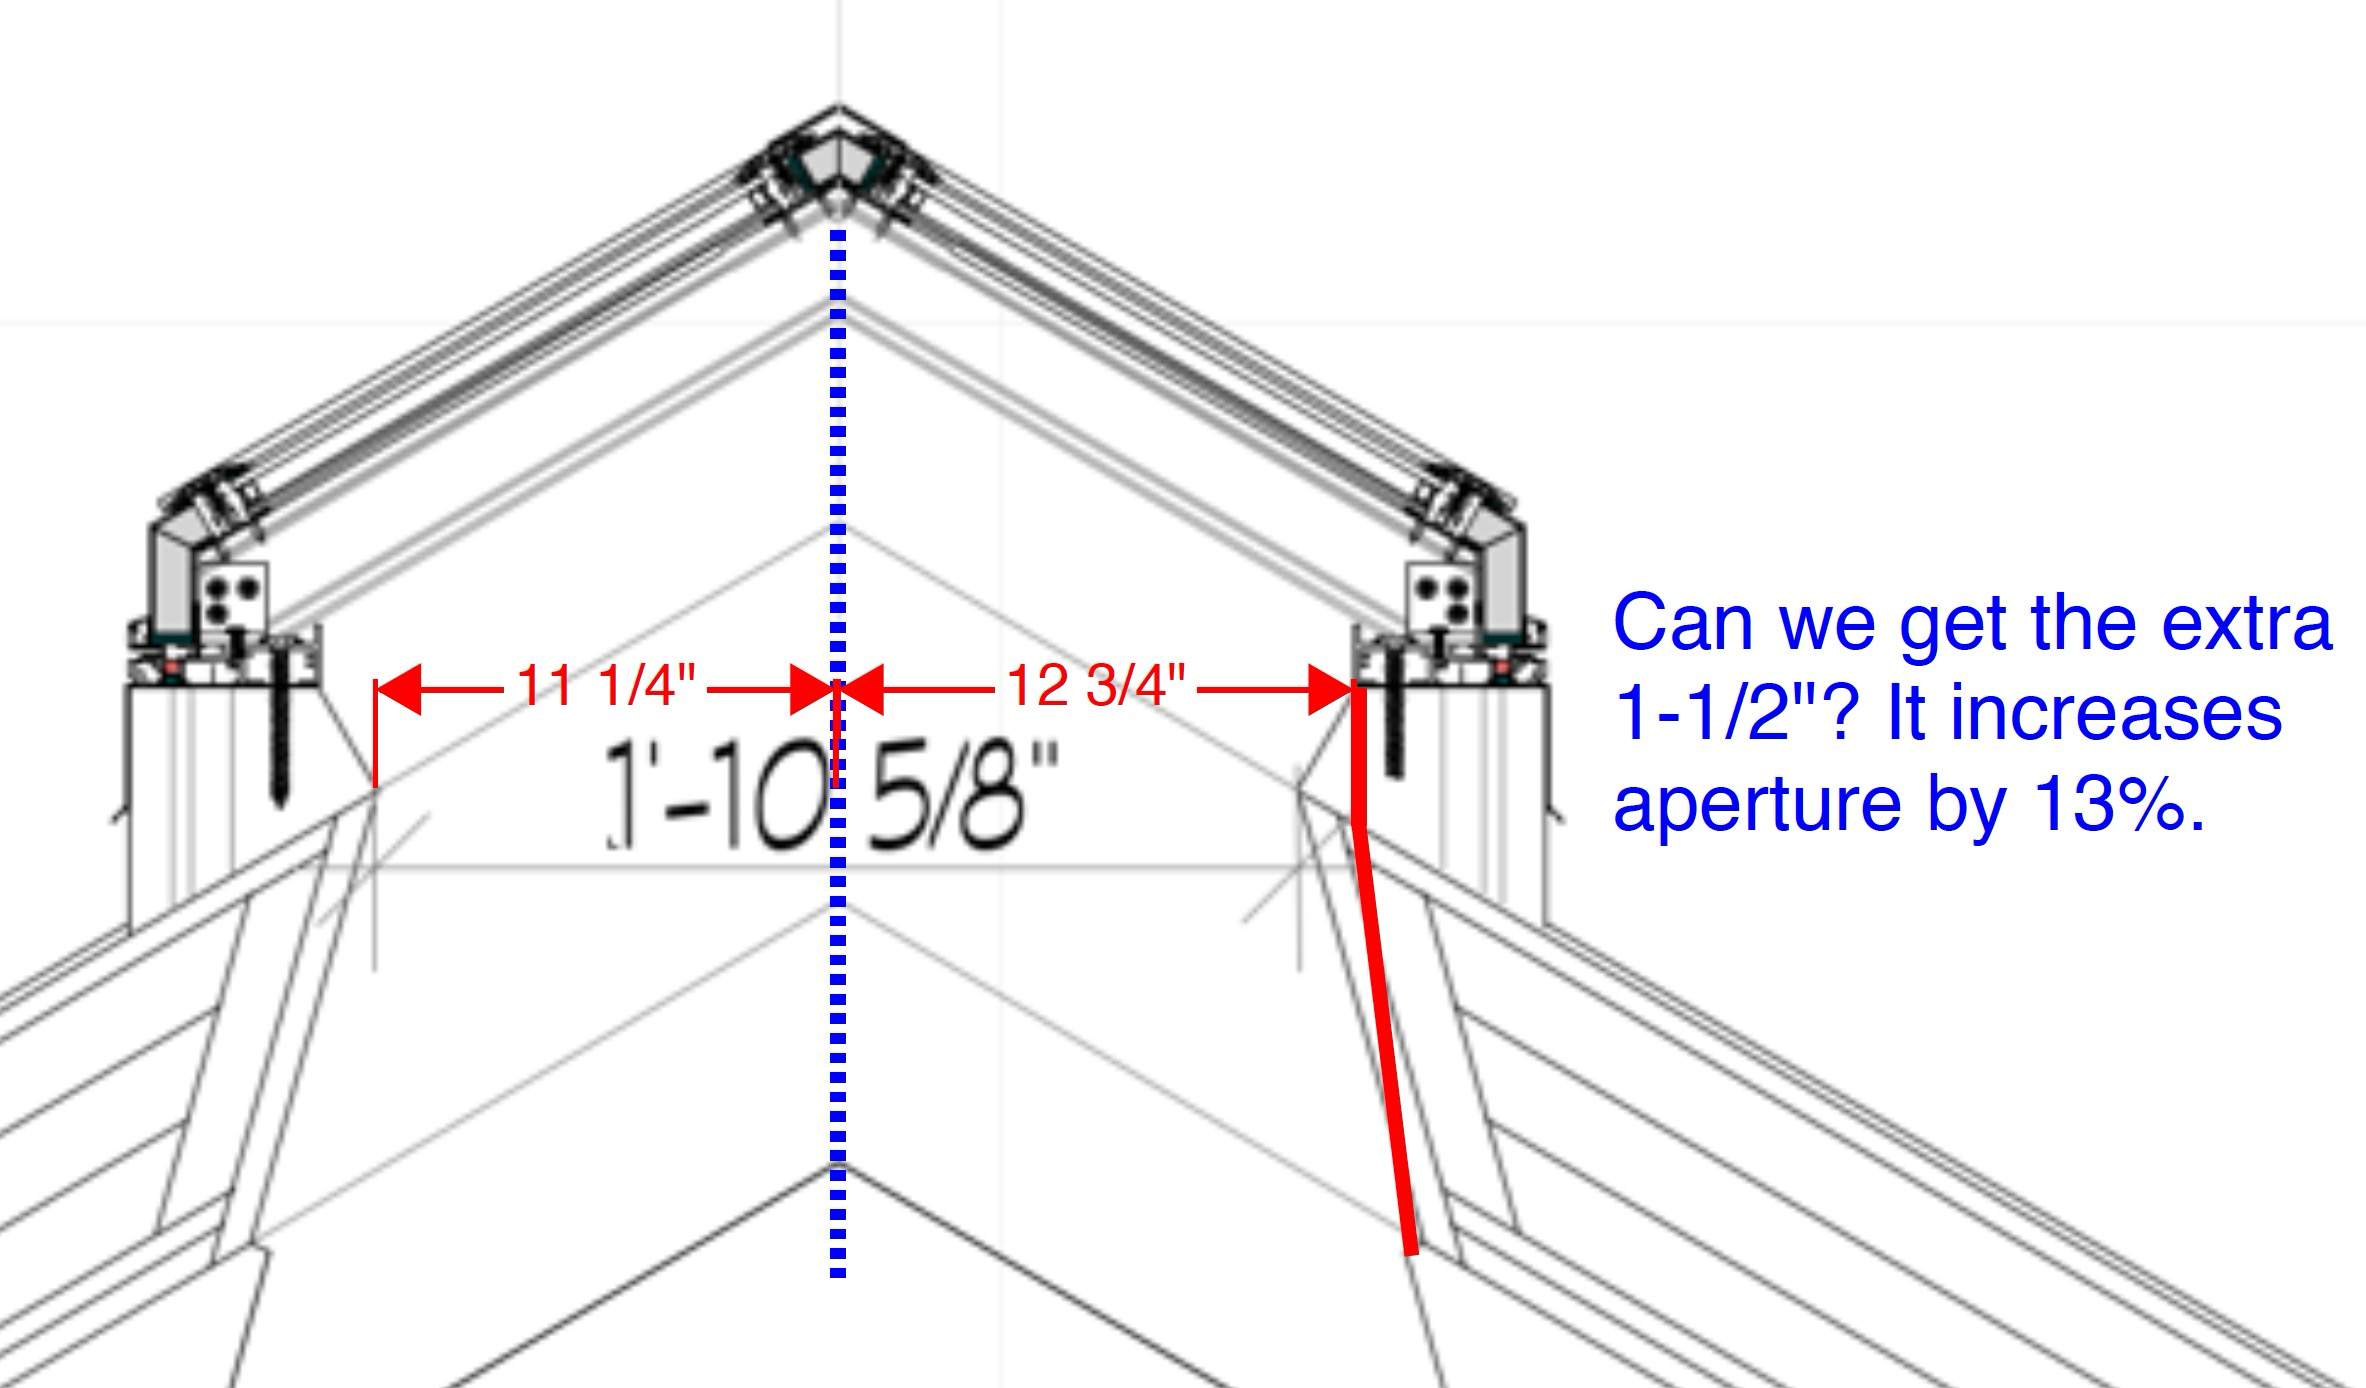 11 1/4" 12 3/4"
1'-10 5/8"
Can we get the extra
1-1/2"? It increases
aperture by 13%.